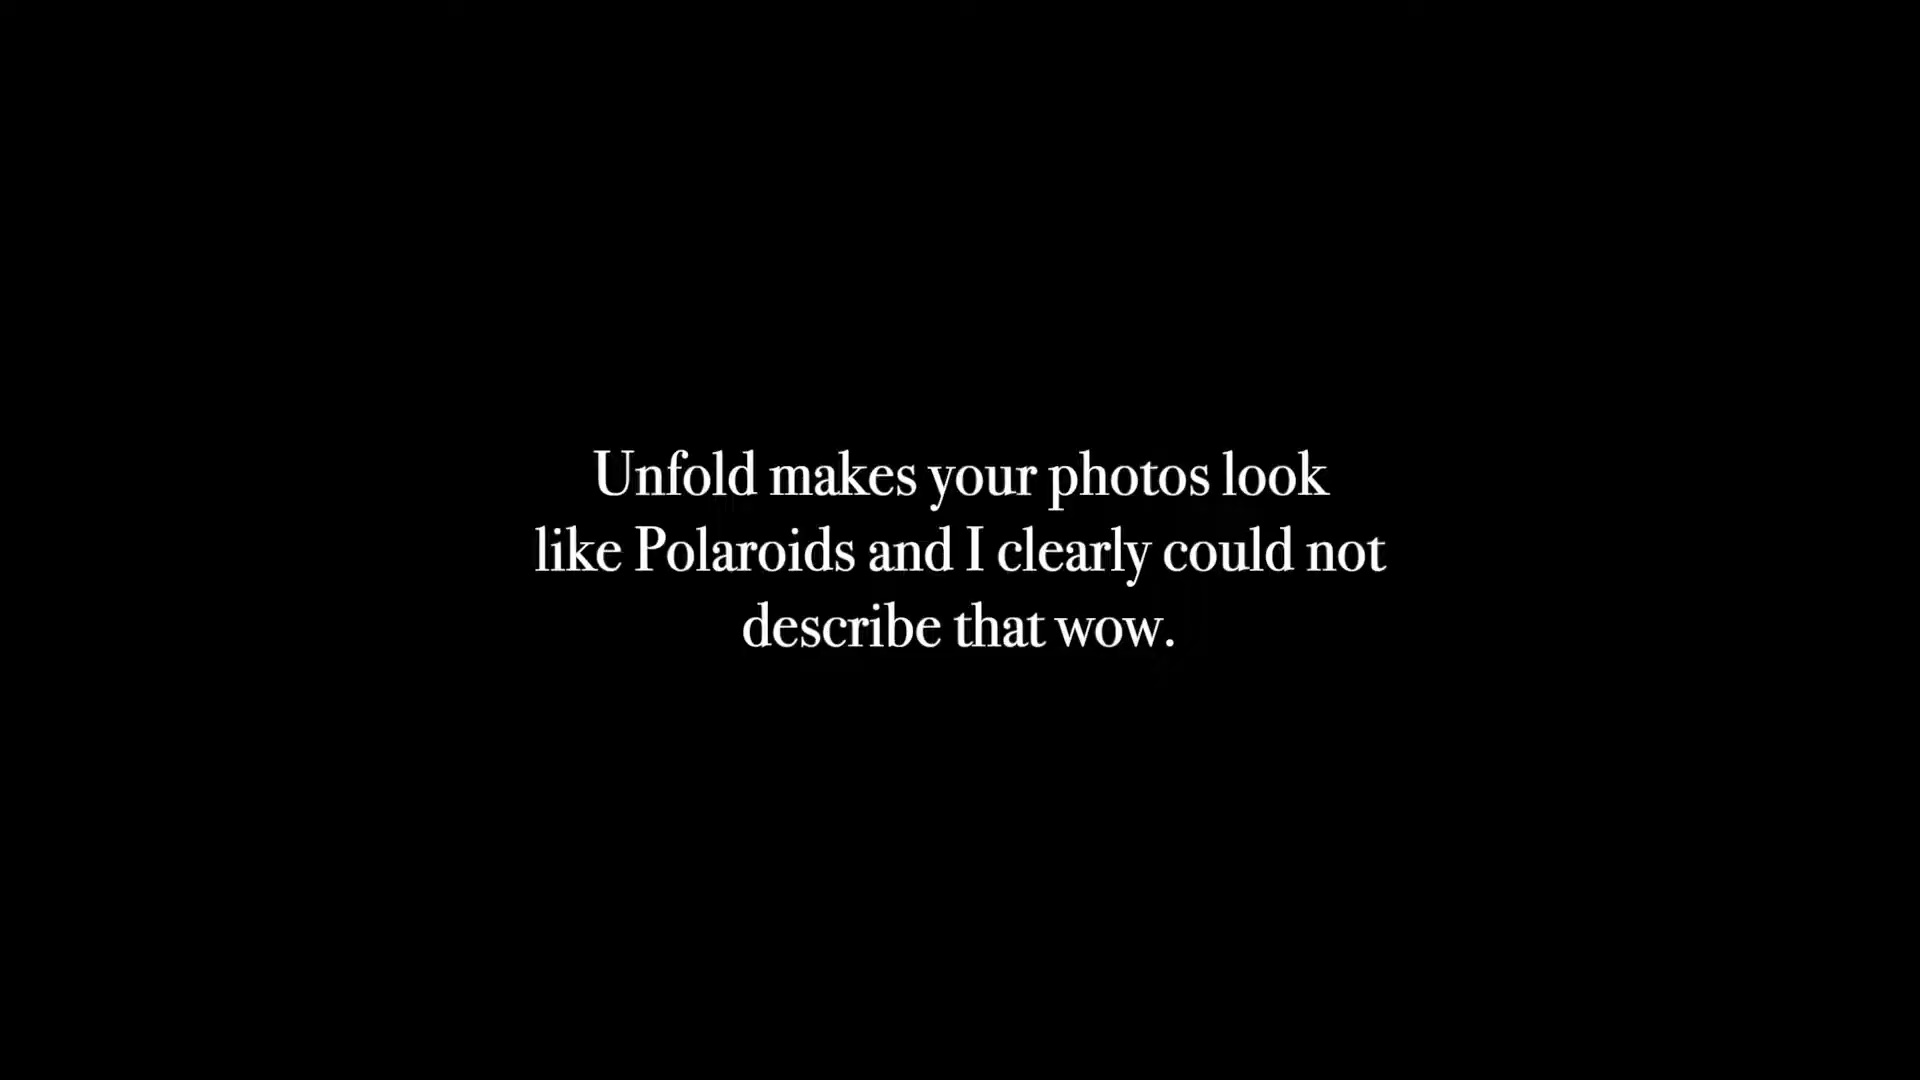 Unfold makes your photos look
like Polaroids and I clearly could not
describe that wow.